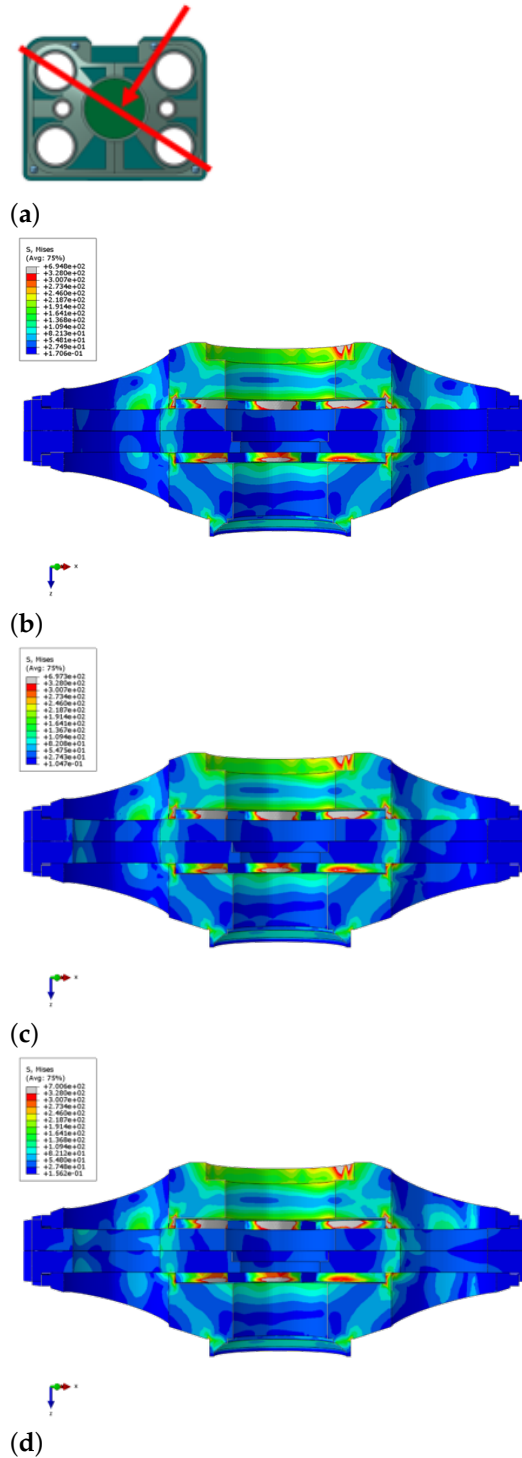 (a)
S, Mises
(Avg: 75%)
+6.948e+02
+3.280e+02
+3.007e+02
+2.734e+02
+2.460e+02
+2.187e+02
+1.914e+02
+1.641e+02
+1.368e+02
+1.094e+02
+8.213e+01
+5.481e+01
+2.749e+01
+1.706e-01
x
z
(b)
S, Mises
(Avg: 75%)
+6.973e+02
+3.280e+02
+3.007e+02
+2.734e+02
+2.460e+02
+2.187e+02
+1.914e+02
+1.641e+02
+1.367e+02
+1.094e+02
+8.208e+01
+5.475e+01
+2.743e+01
+1.047e-01
x
z
(c)
S, Mises
(Avg: 75%)
+7.006e+02
+3.280e+02
+3.007e+02
+2.734e+02
+2.460e+02
+2.187e+02
+1.914e+02
+1.641e+02
+1.368e+02
+1.094e+02
+8.212e+01
+5.480e+01
+2.748e+01
+1.562e-01
x
z
(d)